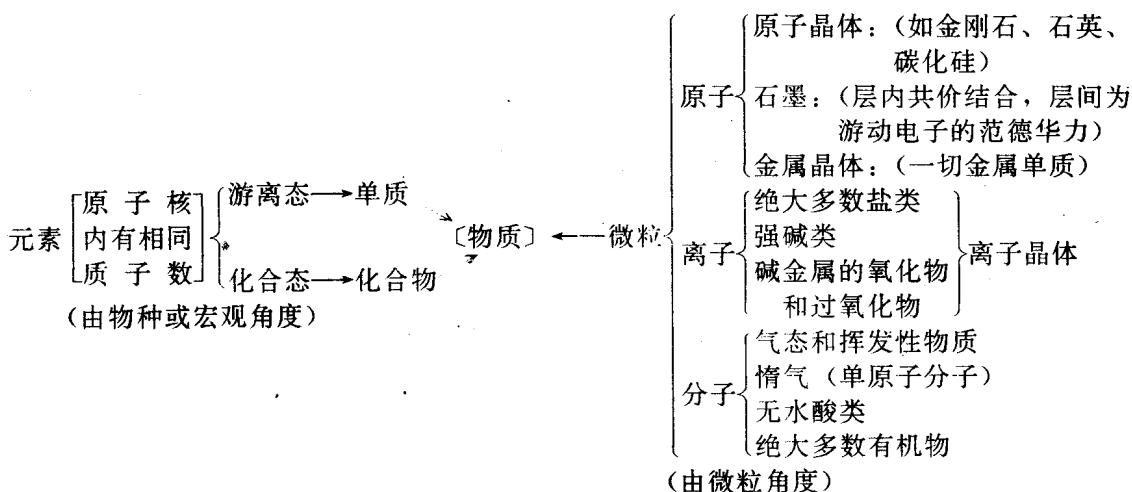 原子晶体：（如金刚石、石英、
碳化硅）
原子
石墨：（层内共价结合，层间为
游动电子的范德华力）
金属晶体：（一切金属单质）
元素
原子核
内有相同
质子数
游离态→单质
化合态→化合物
（由物种或宏观角度）
〔物质〕←微粒
离子
绝大多数盐类
强碱类
碱金属的氧化物
和过氧化物
离子晶体
分子
气态和挥发性物质
惰气（单原子分子）
无水酸类
绝大多数有机物
（由微粒角度）